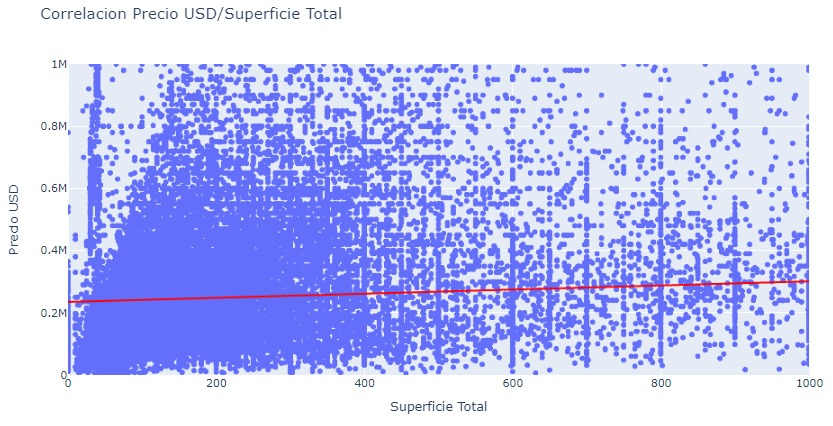 Correlacion Precio USD/Superficie Total
1M
0.8M
0.6M
0.4M
0.2M
0
Precio USD
0
200
400
600
800
1000
Superficie Total